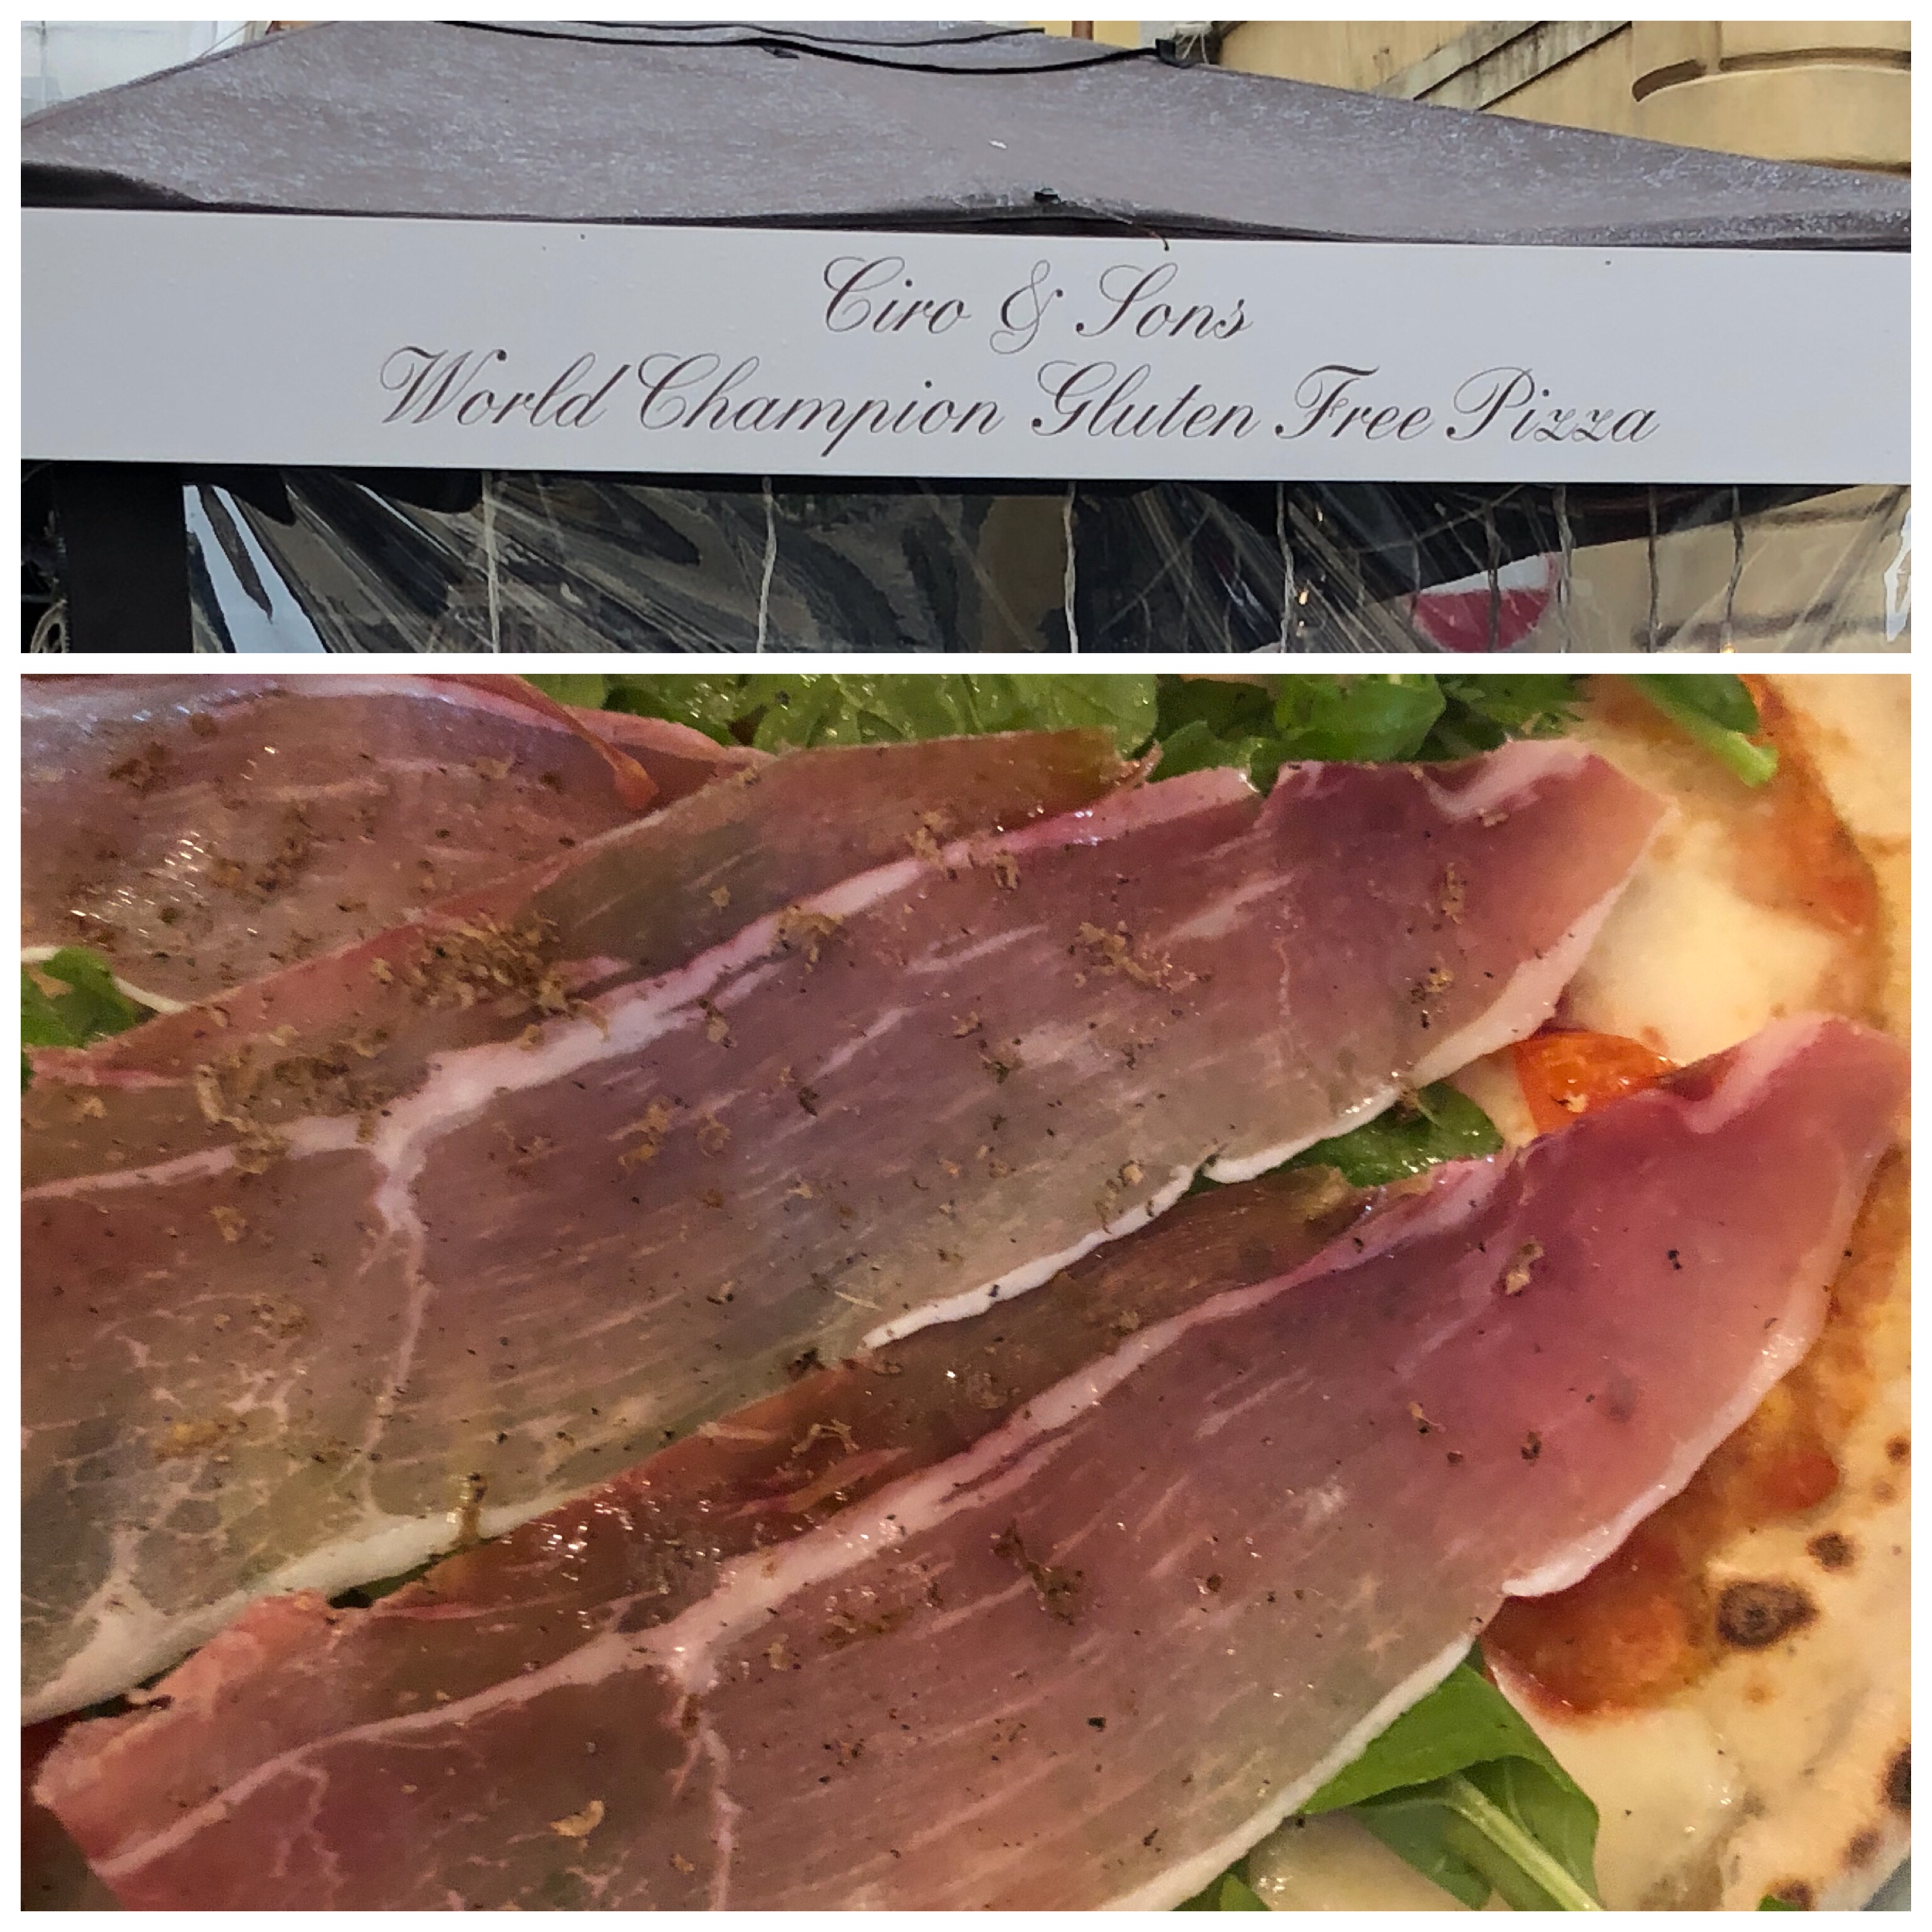 Ciro & Sons
World Champion Gluten Free Pizza